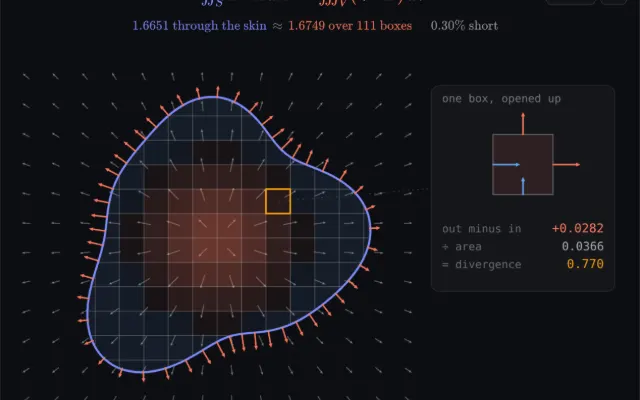 1.6651 through the skin ≈ 1.6749 over 111 boxes 0.30% short
one box, opened up
out minus in +0.0282
÷ area 0.0366
= divergence 0.770